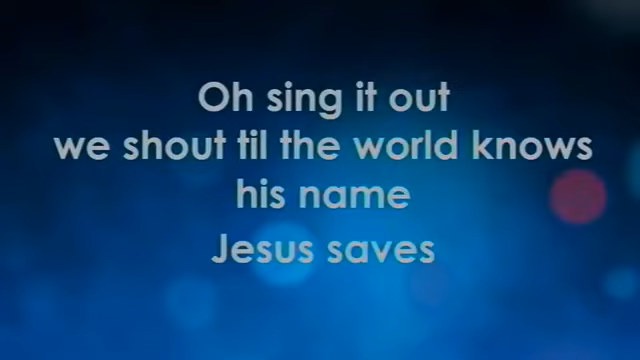 Oh sing it out
we shout til the world knows
his name
Jesus saves